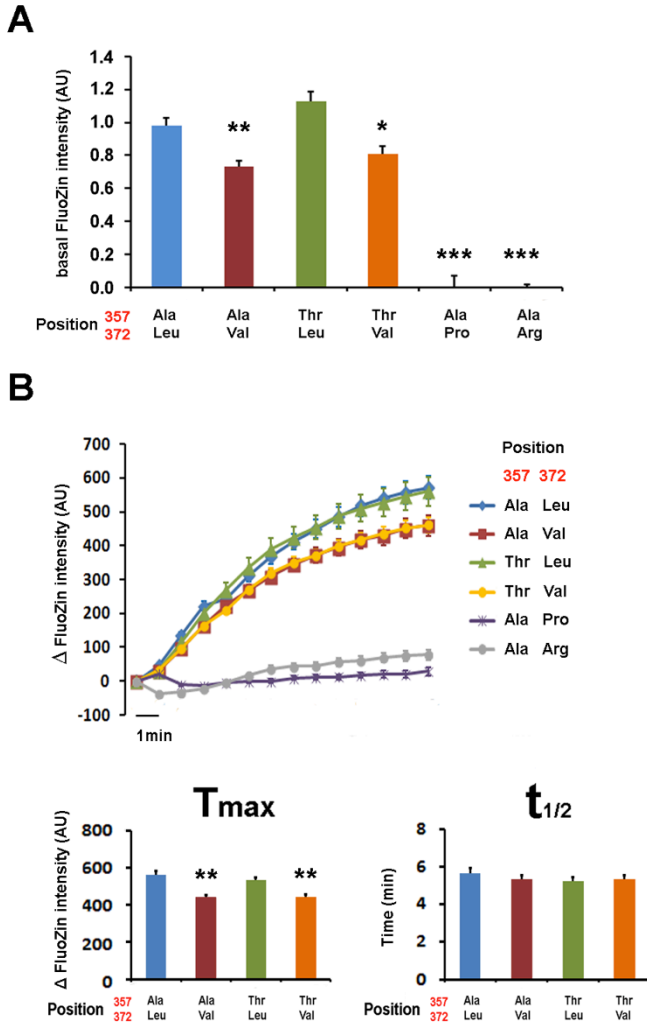 A
basal FluoZin intensity (AU)
1.4
1.2
1.0
0.8
0.6
0.4
0.2
0.0
**
*
***
***
Position 357 Ala Ala Thr Thr Ala Ala
372 Leu Val Leu Val Pro Arg
B
Δ FluoZin intensity (AU)
700
600
500
400
300
200
100
0
-100
1min
Position
357 372
Ala Leu
Ala Val
Thr Leu
Thr Val
Ala Pro
Ala Arg
Tmax
Δ FluoZin intensity (AU)
800
600
400
200
0
**
**
Position 357 Ala Ala Thr Thr
372 Leu Val Leu Val
t1/2
Time (min)
8
6
4
2
0
Position 357 Ala Ala Thr Thr
372 Leu Val Leu Val